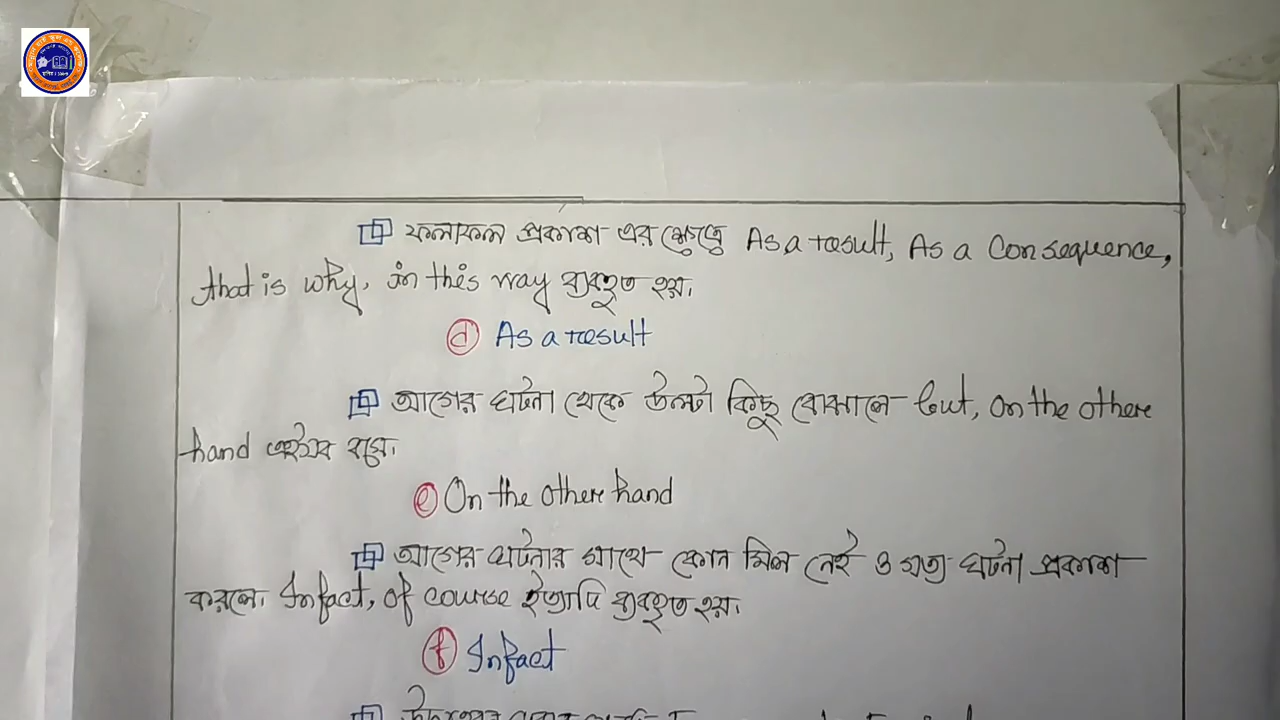 ফলাফল প্রকাশ এর ক্ষেত্রে As a result, As a Consequence,
that is why, in this way ব্যবহৃত হয়।
d As a result
আগের ঘটনা থেকে উল্টা কিছু বোঝালে but, on the other
hand বসে।
e On the other hand
আগের ঘটনার সাথে কোন মিল নেই ও সত্য ঘটনা প্রকাশ
করলে। Infact, of course ইত্যাদি ব্যবহৃত হয়।
f Infact